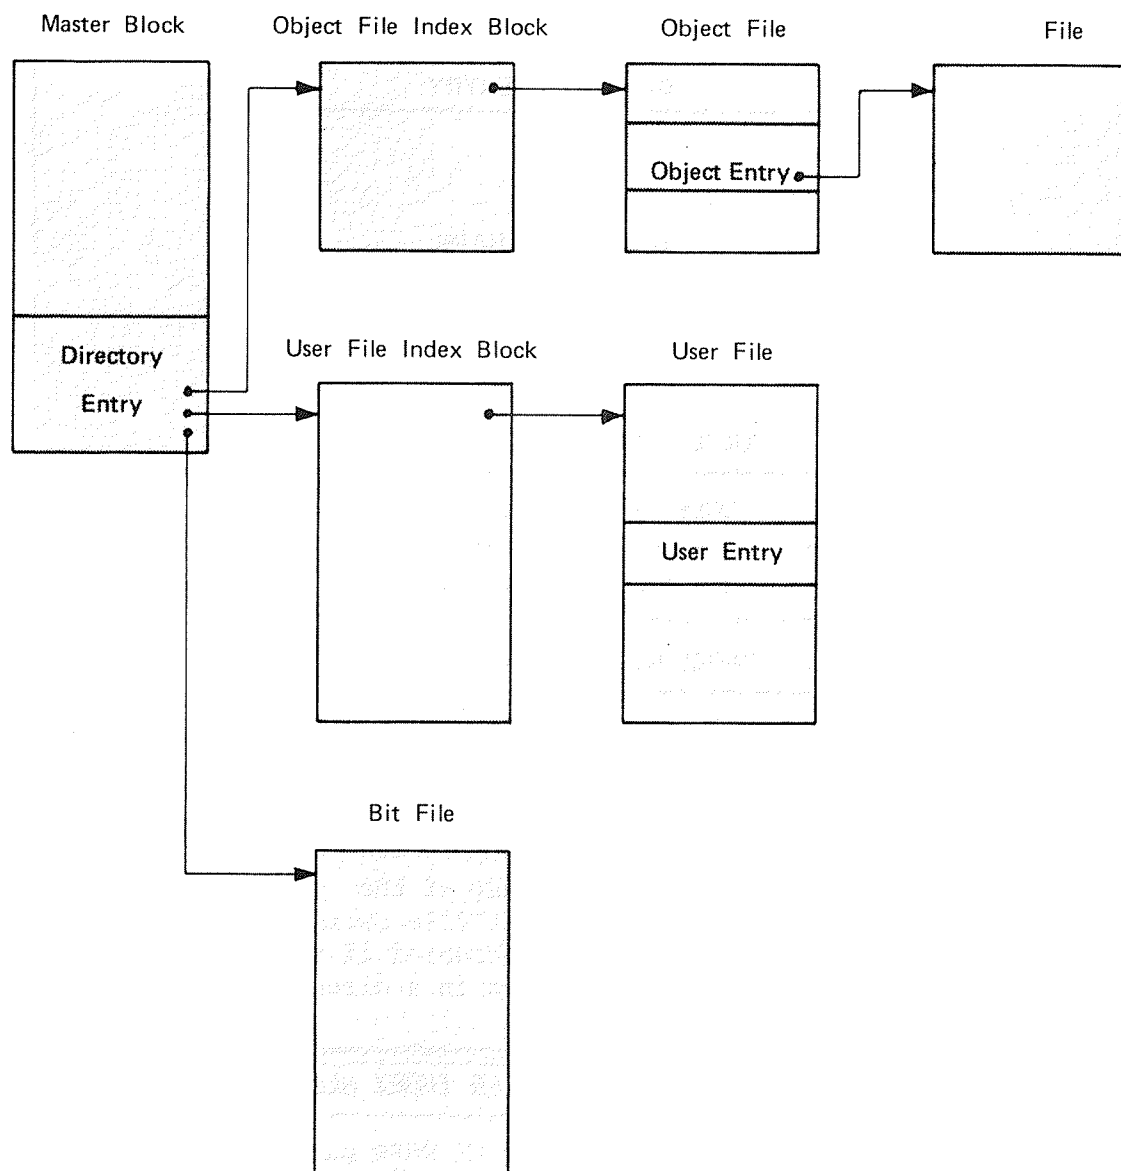 Master Block
Object File Index Block
Object File
File
Object Entry
Directory
Entry
User File Index Block
User File
User Entry
Bit File